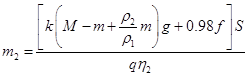 m₂ = [k(M − m + (ρ₂/ρ₁)m)g + 0.98f]S / (qη₂)